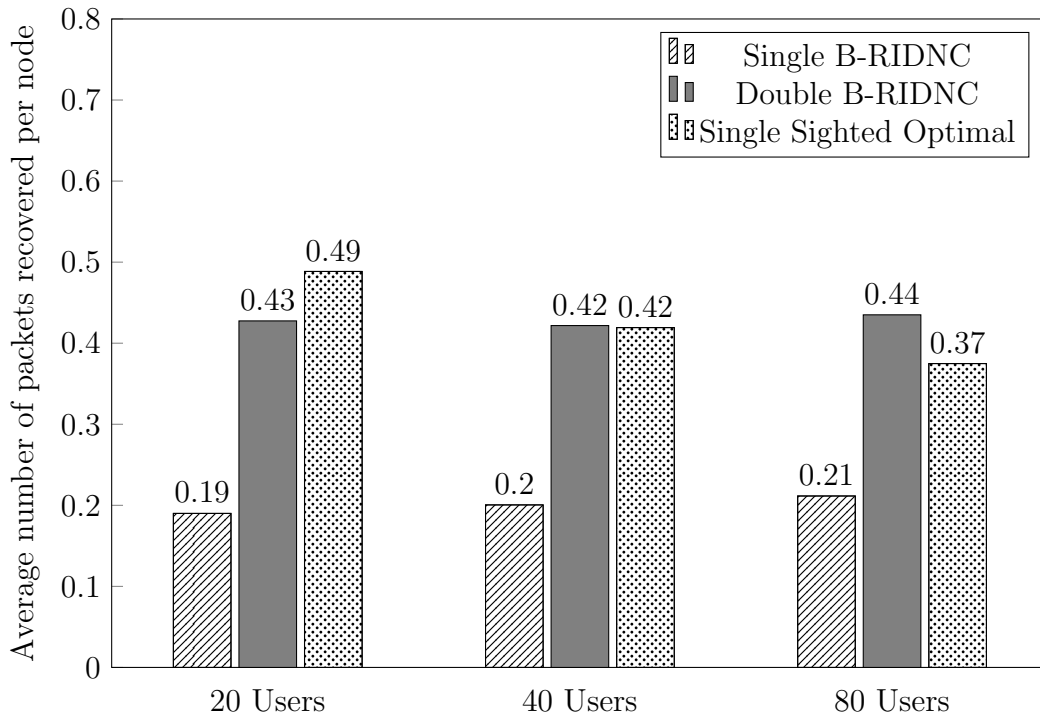 Average number of packets recovered per node
0.8
0.7
0.6
0.5
0.4
0.3
0.2
0.1
0
Single B-RIDNC
Double B-RIDNC
Single Sighted Optimal
0.19
0.43
0.49
0.2
0.42
0.42
0.21
0.44
0.37
20 Users
40 Users
80 Users